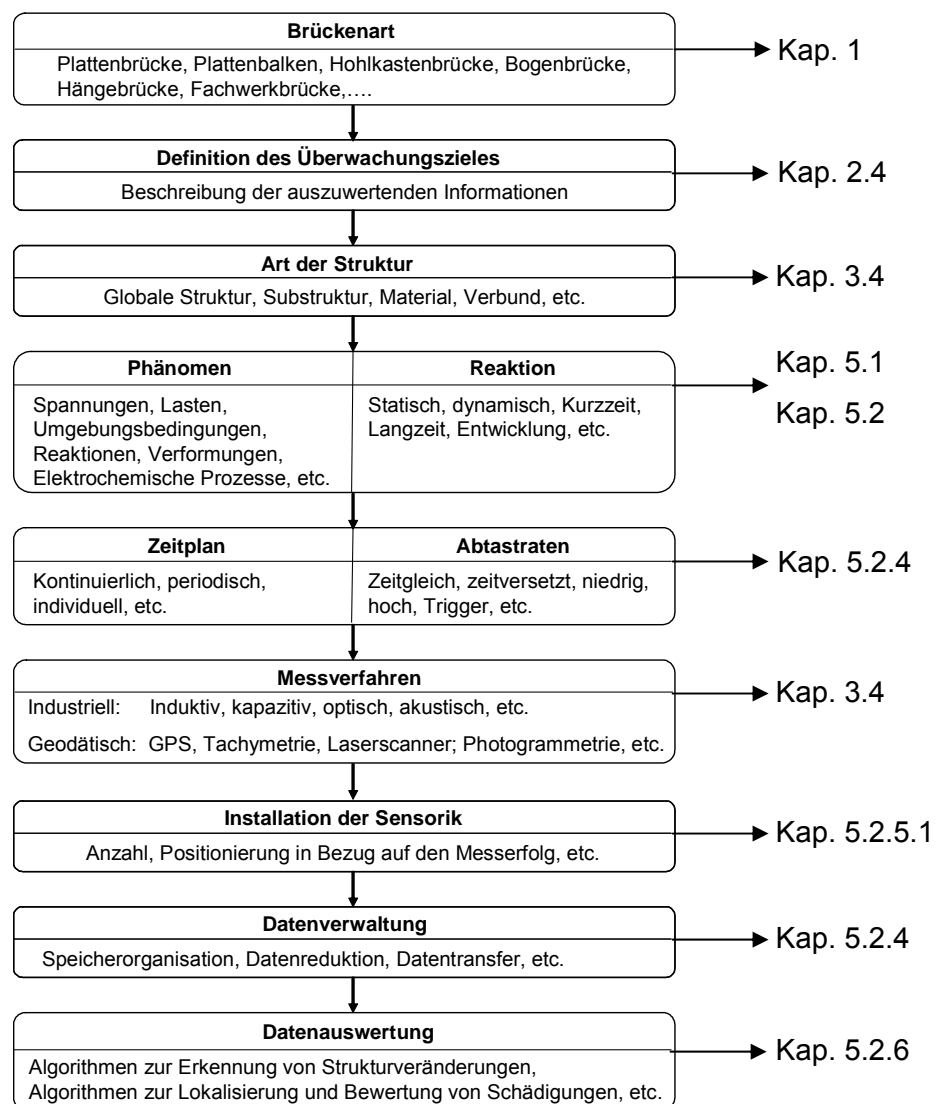 Brückenart
Plattenbrücke, Plattenbalken, Hohlkastenbrücke, Bogenbrücke,
Hängebrücke, Fachwerkbrücke,….
Kap. 1
Definition des Überwachungszieles
Beschreibung der auszuwertenden Informationen
Kap. 2.4
Art der Struktur
Globale Struktur, Substruktur, Material, Verbund, etc.
Kap. 3.4
Phänomen
Spannungen, Lasten,
Umgebungsbedingungen,
Reaktionen, Verformungen,
Elektrochemische Prozesse, etc.
Reaktion
Statisch, dynamisch, Kurzzeit,
Langzeit, Entwicklung, etc.
Kap. 5.1
Kap. 5.2
Zeitplan
Kontinuierlich, periodisch,
individuell, etc.
Abtastraten
Zeitgleich, zeitversetzt, niedrig,
hoch, Trigger, etc.
Kap. 5.2.4
Messverfahren
Industriell: Induktiv, kapazitiv, optisch, akustisch, etc.
Geodätisch: GPS, Tachymetrie, Laserscanner; Photogrammetrie, etc.
Kap. 3.4
Installation der Sensorik
Anzahl, Positionierung in Bezug auf den Messerfolg, etc.
Kap. 5.2.5.1
Datenverwaltung
Speicherorganisation, Datenreduktion, Datentransfer, etc.
Kap. 5.2.4
Datenauswertung
Algorithmen zur Erkennung von Strukturveränderungen,
Algorithmen zur Lokalisierung und Bewertung von Schädigungen, etc.
Kap. 5.2.6